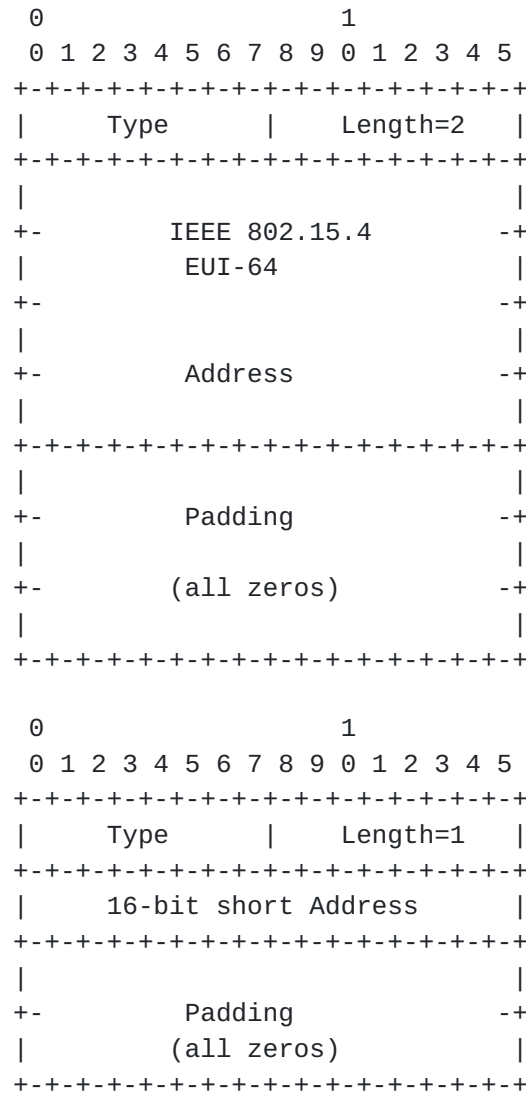 0                   1
 0 1 2 3 4 5 6 7 8 9 0 1 2 3 4 5
+-+-+-+-+-+-+-+-+-+-+-+-+-+-+-+-+
|     Type      |    Length=2   |
+-+-+-+-+-+-+-+-+-+-+-+-+-+-+-+-+
|                               |
+-        IEEE 802.15.4        -+
|          EUI-64               |
+-                             -+
|                               |
+-         Address             -+
|                               |
+-+-+-+-+-+-+-+-+-+-+-+-+-+-+-+-+
|                               |
+-         Padding             -+
|                               |
+-        (all zeros)          -+
|                               |
+-+-+-+-+-+-+-+-+-+-+-+-+-+-+-+-+

 0                   1
 0 1 2 3 4 5 6 7 8 9 0 1 2 3 4 5
+-+-+-+-+-+-+-+-+-+-+-+-+-+-+-+-+
|     Type      |    Length=1   |
+-+-+-+-+-+-+-+-+-+-+-+-+-+-+-+-+
|     16-bit short Address      |
+-+-+-+-+-+-+-+-+-+-+-+-+-+-+-+-+
|                               |
+-         Padding             -+
|         (all zeros)           |
+-+-+-+-+-+-+-+-+-+-+-+-+-+-+-+-+